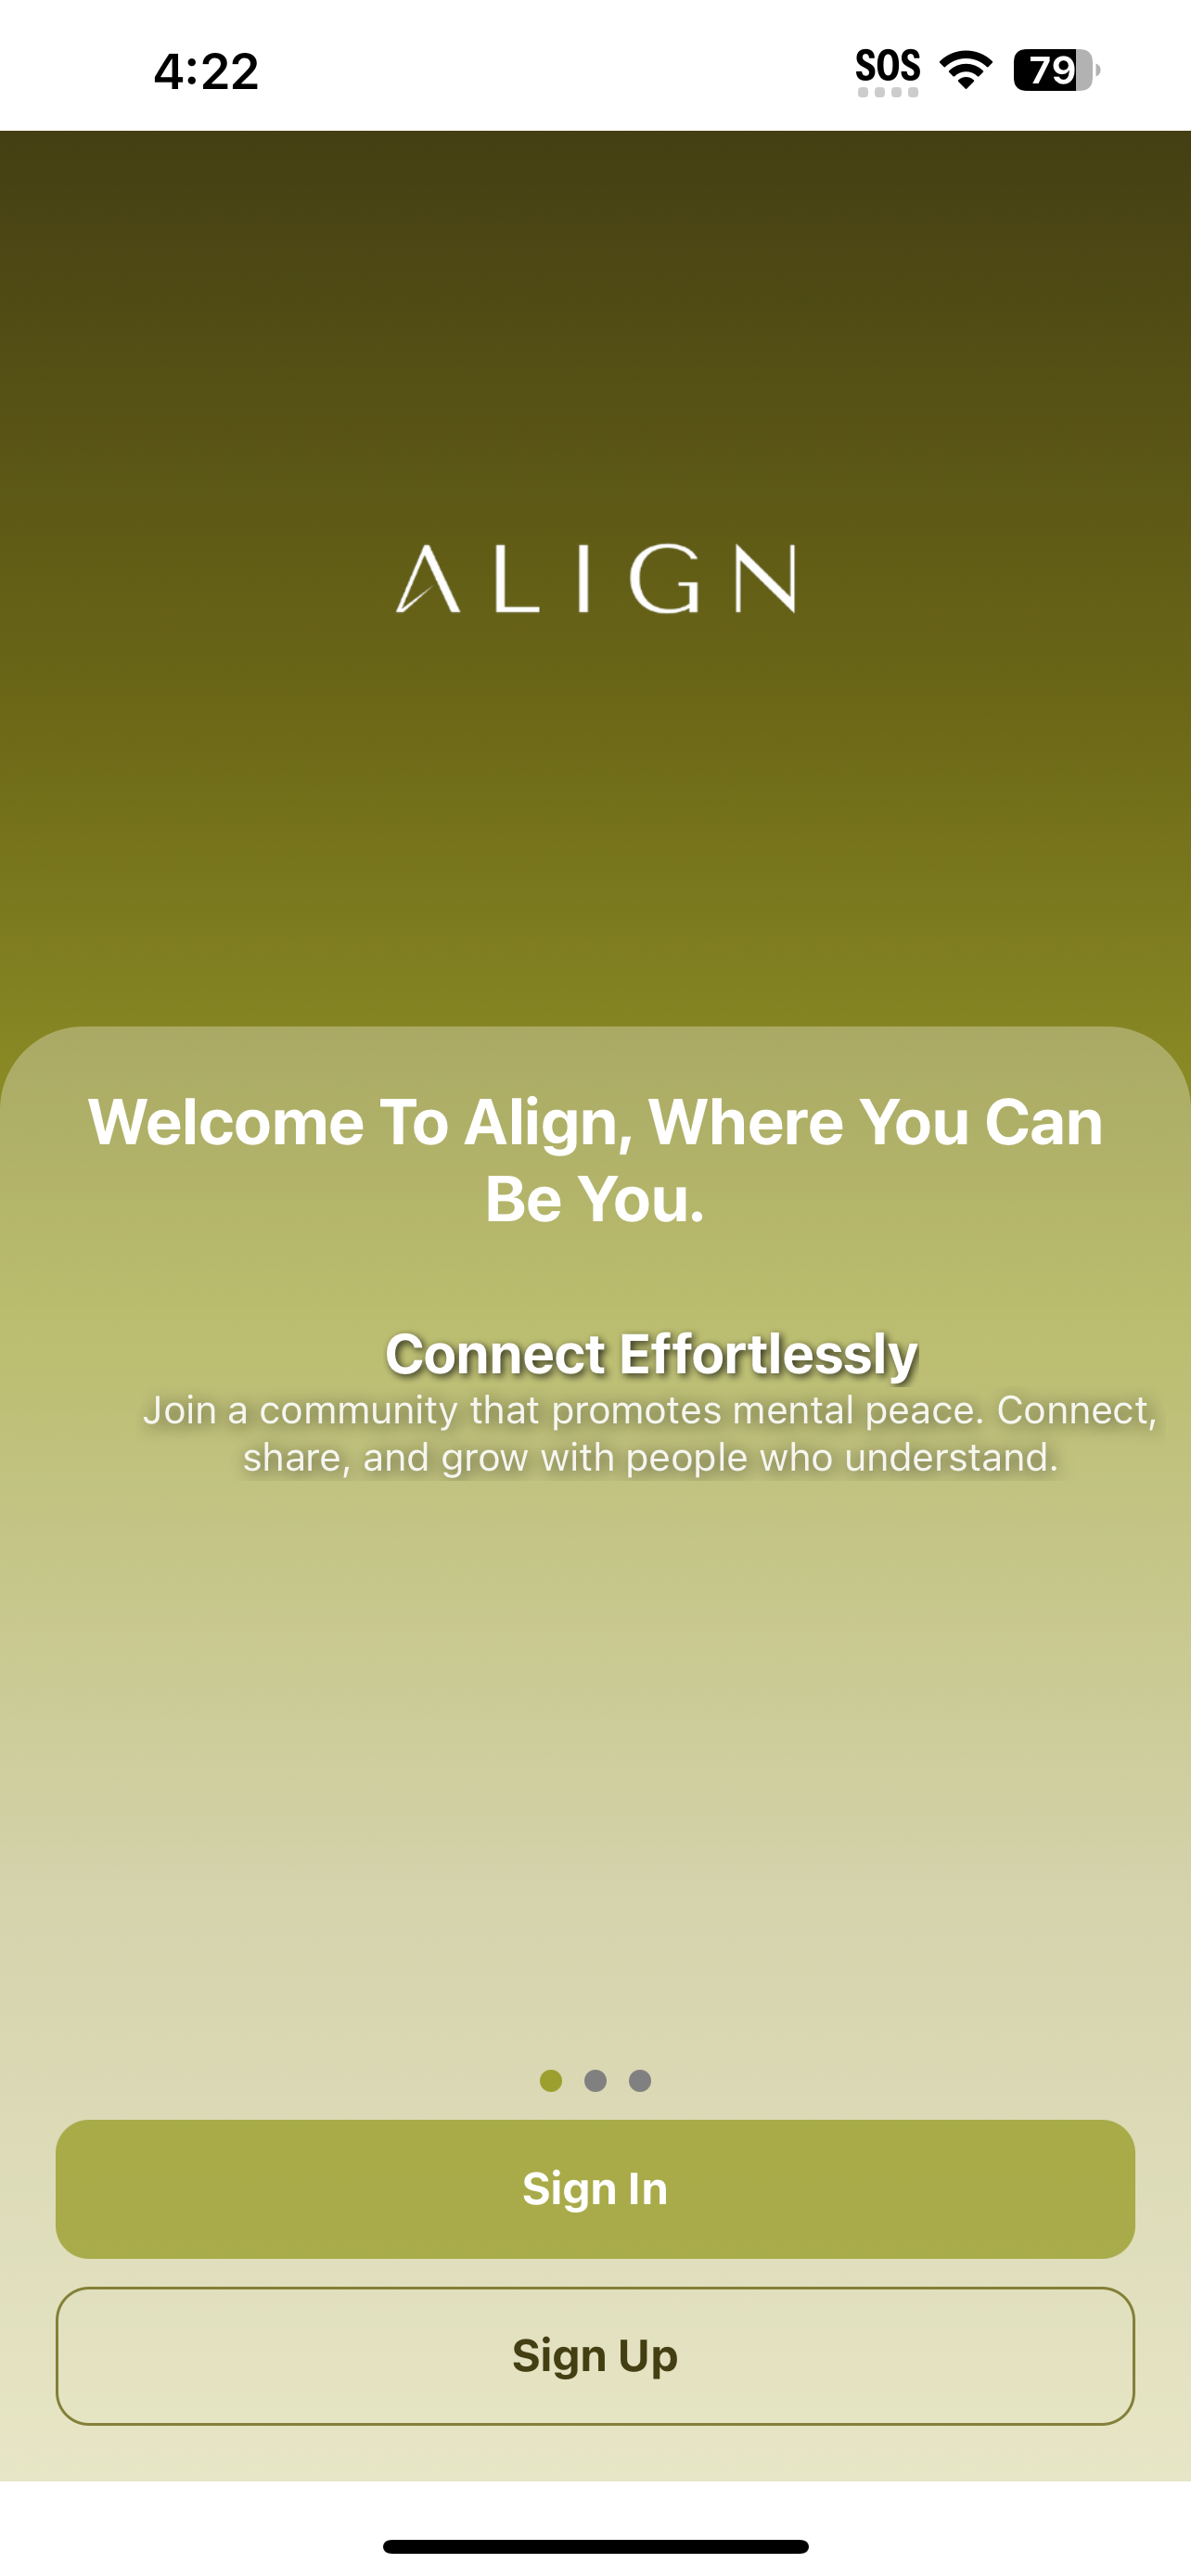 4:22 SOS 79
ALIGN
Welcome To Align, Where You Can
Be You.
Connect Effortlessly
Join a community that promotes mental peace. Connect,
share, and grow with people who understand.
Sign In
Sign Up